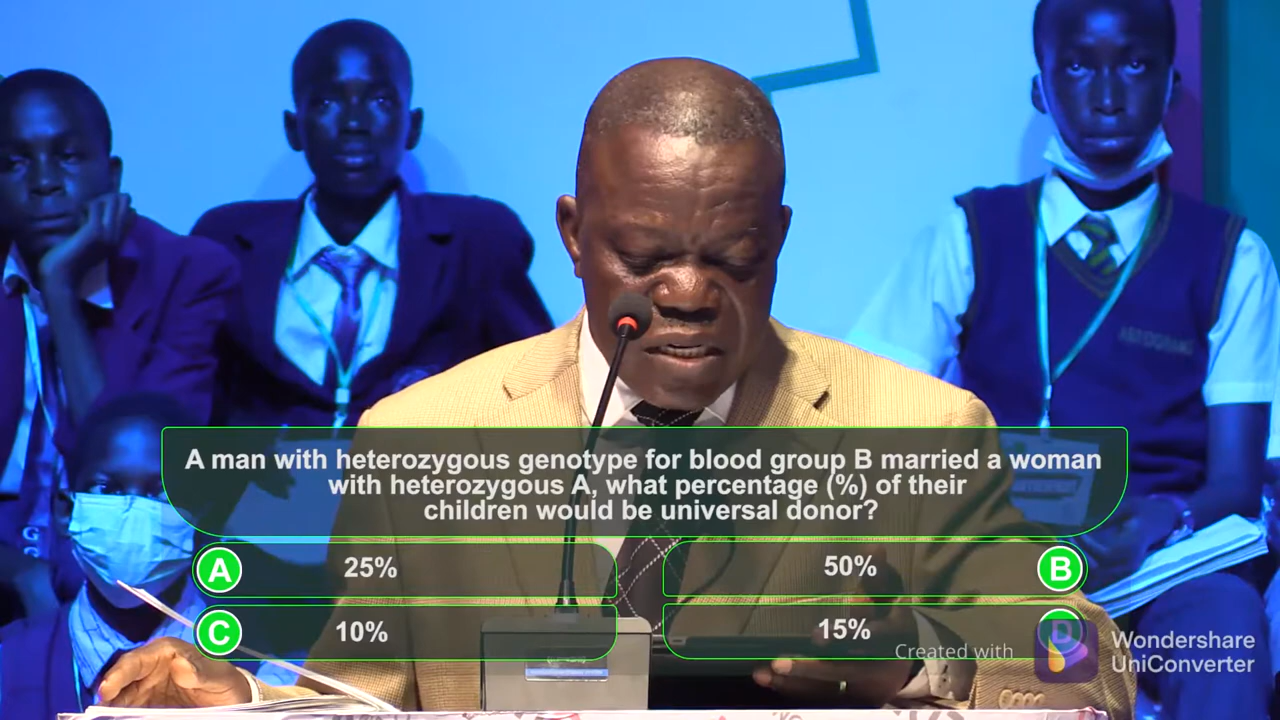 A man with heterozygous genotype for blood group B married a woman
with heterozygous A, what percentage (%) of their
children would be universal donor?
A 25%
50% B
C 10%
15% D
Created with
Wondershare
UniConverter